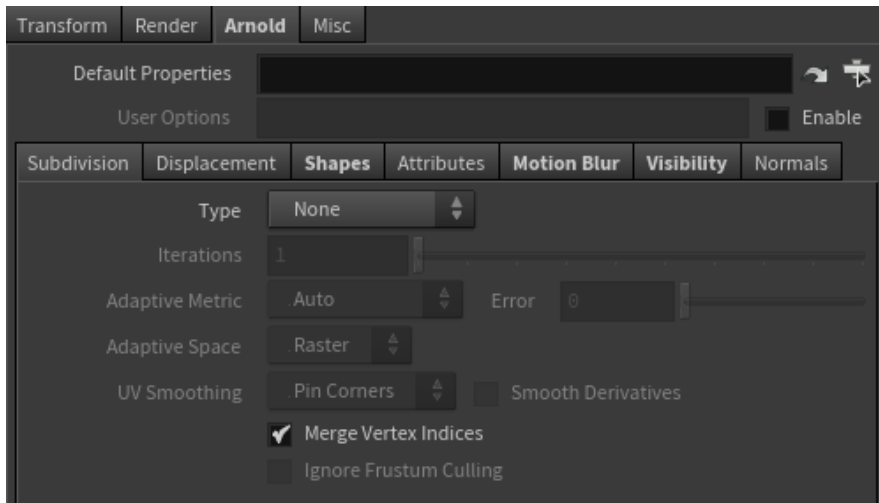 Transform Render Arnold Misc
Default Properties
User Options Enable
Subdivision Displacement Shapes Attributes Motion Blur Visibility Normals
Type None
Iterations 1
Adaptive Metric Auto Error 0
Adaptive Space Raster
UV Smoothing Pin Corners Smooth Derivatives
Merge Vertex Indices
Ignore Frustum Culling